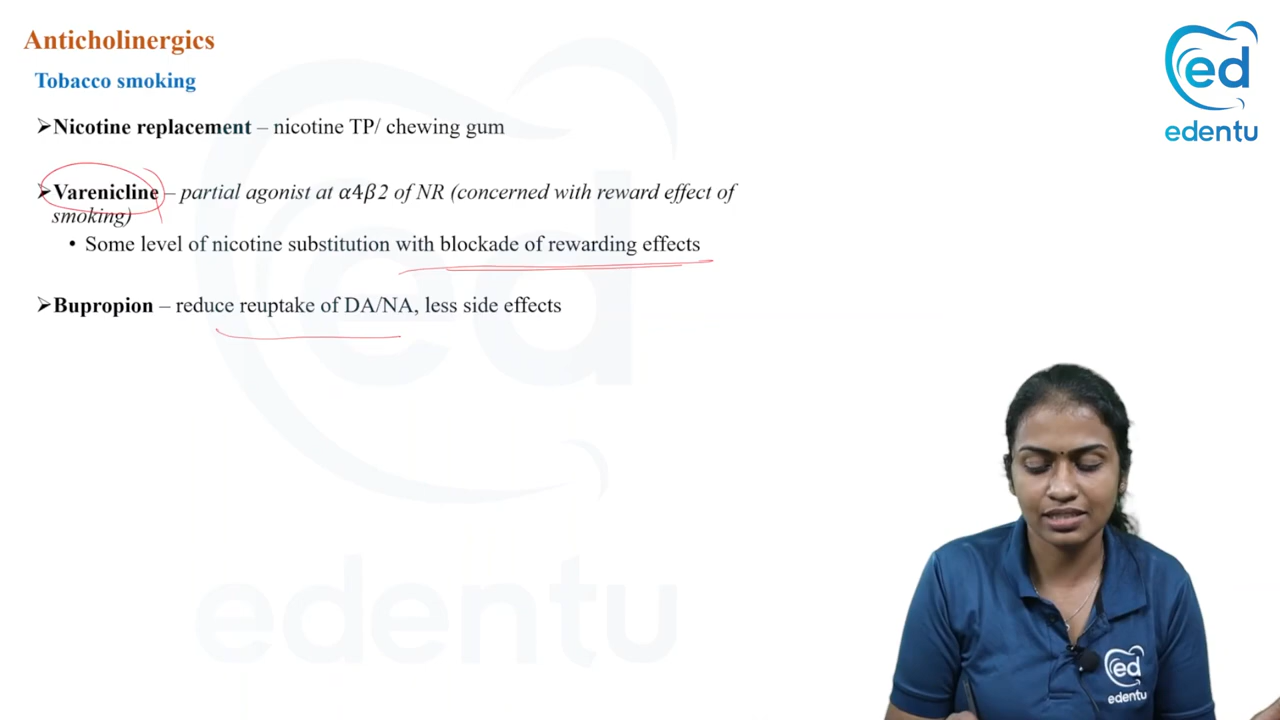 Anticholinergics
Tobacco smoking
➤Nicotine replacement – nicotine TP/ chewing gum
➤Varenicline – partial agonist at α4β2 of NR (concerned with reward effect of
smoking)
• Some level of nicotine substitution with blockade of rewarding effects
➤Bupropion – reduce reuptake of DA/NA, less side effects
ed
edentu
ed
edentu
ed
edentu